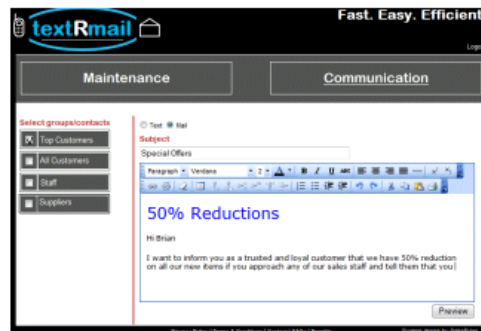 textRmail
Fast. Easy. Efficient
Maintenance
Communication
Select groups/contacts
Top Customers
All Customers
Staff
Suppliers
Text Mail
Subject
Special Offers
Paragraph Verdana 2
50% Reductions
Hi Brian
I want to inform you as a trusted and loyal customer that we have 50% reduction
on all our new items if you approach any of our sales staff and tell them that you
Preview